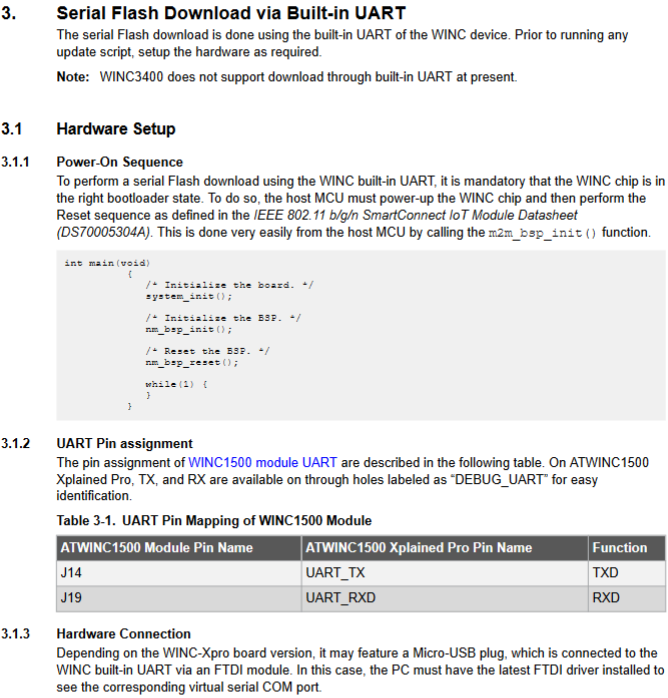 3. Serial Flash Download via Built-in UART
The serial Flash download is done using the built-in UART of the WINC device. Prior to running any
update script, setup the hardware as required.
Note: WINC3400 does not support download through built-in UART at present.
3.1 Hardware Setup
3.1.1 Power-On Sequence
To perform a serial Flash download using the WINC built-in UART, it is mandatory that the WINC chip is in
the right bootloader state. To do so, the host MCU must power-up the WINC chip and then perform the
Reset sequence as defined in the IEEE 802.11 b/g/n SmartConnect IoT Module Datasheet
(DS70005304A). This is done very easily from the host MCU by calling the m2m_bsp_init() function.
int main(void)
{
/* Initialize the board. */
system_init();
/* Initialize the BSP. */
nm_bsp_init();
/* Reset the BSP. */
nm_bsp_reset();
while(1) {
}
}
3.1.2 UART Pin assignment
The pin assignment of WINC1500 module UART are described in the following table. On ATWINC1500
Xplained Pro, TX, and RX are available on through holes labeled as “DEBUG_UART” for easy
identification.
Table 3-1. UART Pin Mapping of WINC1500 Module
ATWINC1500 Module Pin Name ATWINC1500 Xplained Pro Pin Name Function
J14 UART_TX TXD
J19 UART_RXD RXD
3.1.3 Hardware Connection
Depending on the WINC-Xpro board version, it may feature a Micro-USB plug, which is connected to the
WINC built-in UART via an FTDI module. In this case, the PC must have the latest FTDI driver installed to
see the corresponding virtual serial COM port.